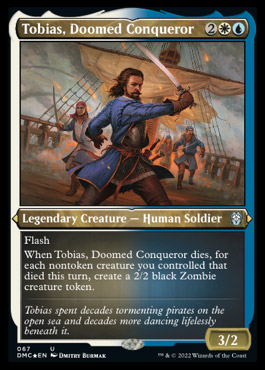 Tobias, Doomed Conqueror 2
Legendary Creature — Human Soldier
Flash
When Tobias, Doomed Conqueror dies, for
each nontoken creature you controlled that
died this turn, create a 2/2 black Zombie
creature token.
Tobias spent decades tormenting pirates on the
open sea and decades more dancing lifelessly
beneath it.
3/2
067 U
DMC EN DMITRY BURMAK
™ & © 2022 Wizards of the Coast